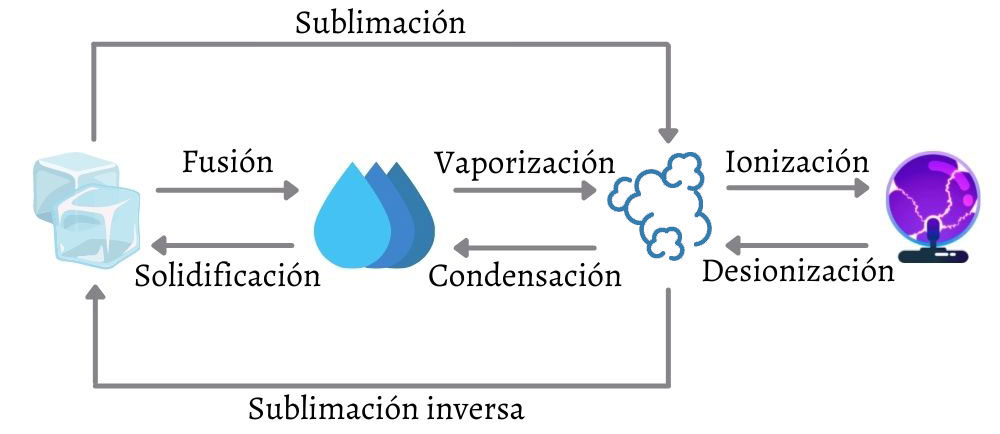 Sublimación
Fusión
Vaporización
Ionización
Solidificación
Condensación
Desionización
Sublimación inversa